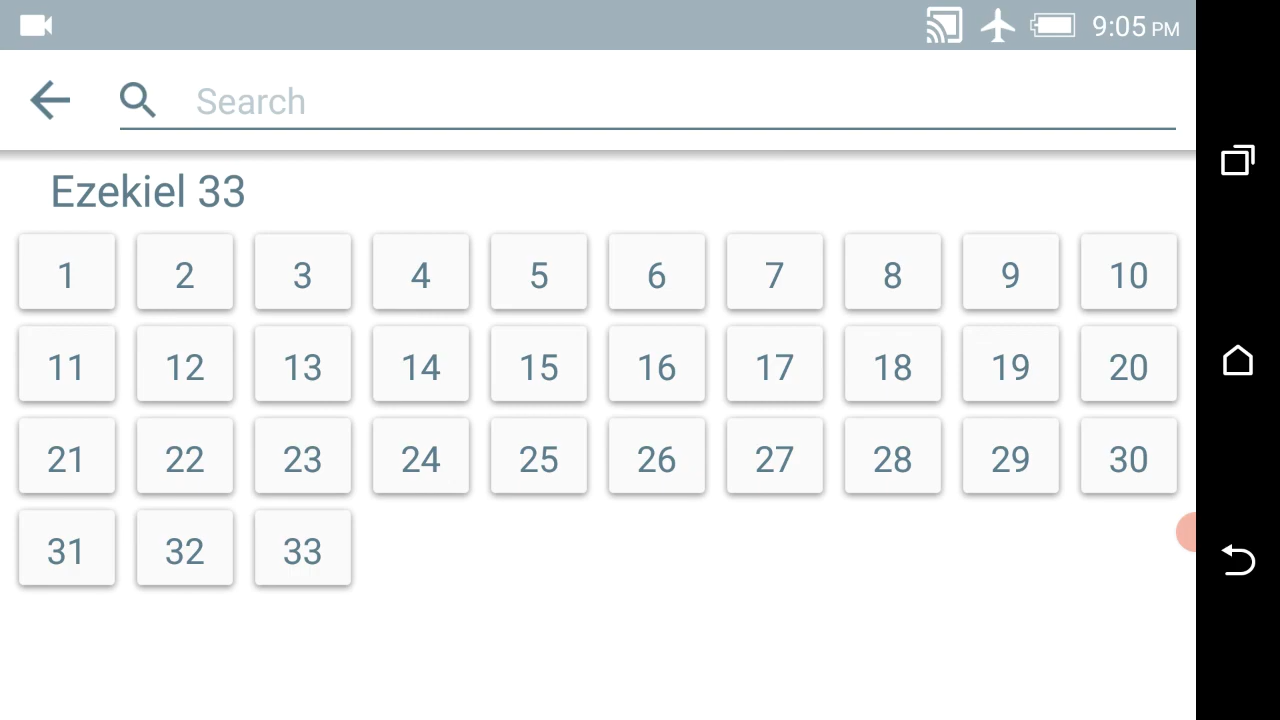 9:05 PM
Search
Ezekiel 33
1 2 3 4 5 6 7 8 9 10
11 12 13 14 15 16 17 18 19 20
21 22 23 24 25 26 27 28 29 30
31 32 33